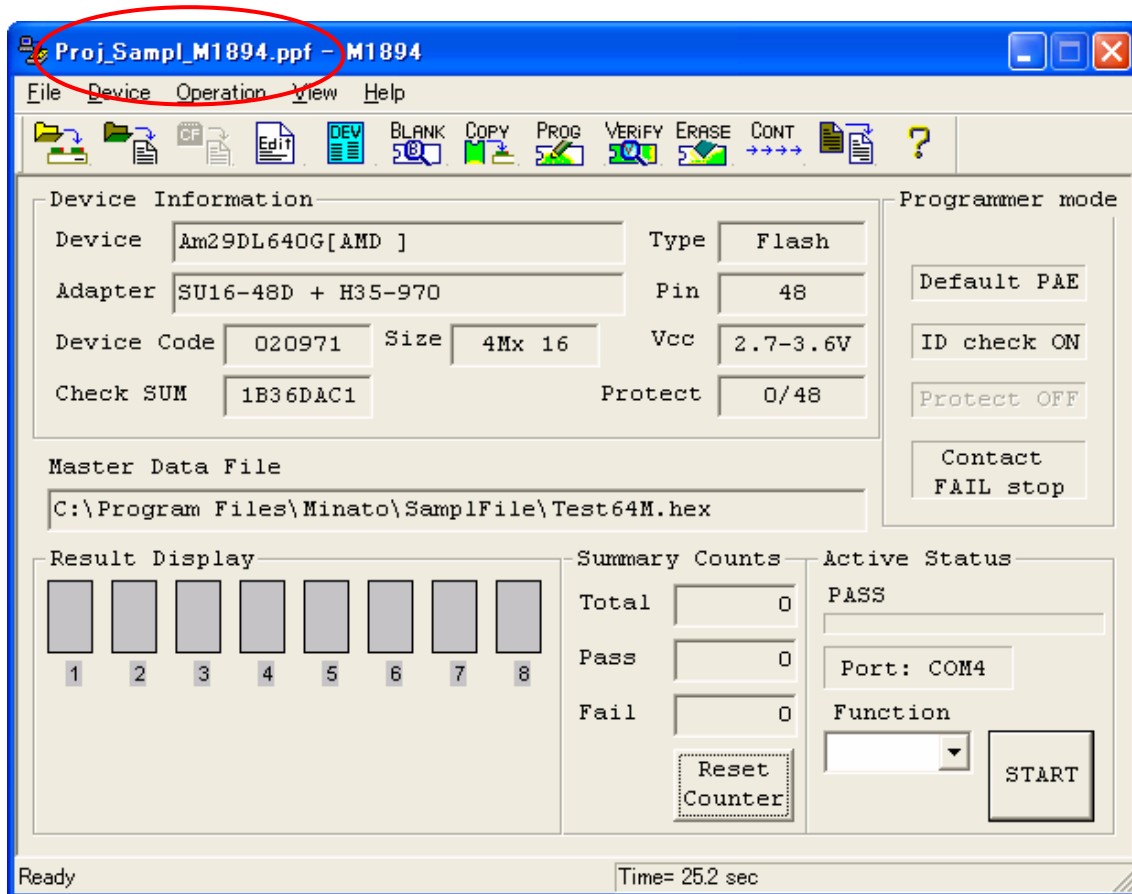 Proj_Sampl_M1894.ppf - M1894
File Device Operation View Help
CF Edit DEV BLANK COPY PROG VERIFY ERASE CONT ?
Device Information
Programmer mode
Device Am29DL640G[AMD ] Type Flash
Adapter SU16-48D + H35-970 Pin 48
Default PAE
Device Code 020971 Size 4Mx 16 Vcc 2.7-3.6V
ID check ON
Check SUM 1B36DAC1 Protect 0/48
Protect OFF
Contact
FAIL stop
Master Data File
C:\Program Files\Minato\SamplFile\Test64M.hex
Result Display
1 2 3 4 5 6 7 8
Summary Counts
Total 0
Pass 0
Fail 0
Reset
Counter
Active Status
PASS
Port: COM4
Function
START
Ready
Time= 25.2 sec